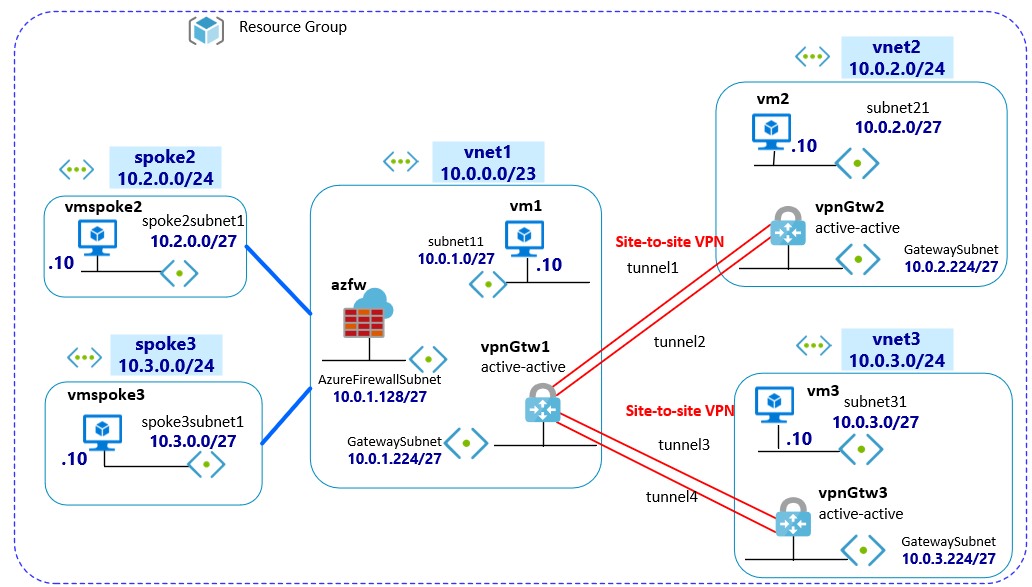 Resource Group
vnet2
10.0.2.0/24
vm2
subnet21
10.0.2.0/27
.10
vpnGtw2
active-active
GatewaySubnet
10.0.2.224/27
spoke2
10.2.0.0/24
vmspoke2
spoke2subnet1
10.2.0.0/27
.10
vnet1
10.0.0.0/23
vm1
subnet11
10.0.1.0/27
.10
azfw
AzureFirewallSubnet
10.0.1.128/27
vpnGtw1
active-active
GatewaySubnet
10.0.1.224/27
Site-to-site VPN
tunnel1
tunnel2
Site-to-site VPN
tunnel3
tunnel4
spoke3
10.3.0.0/24
vmspoke3
spoke3subnet1
10.3.0.0/27
.10
vnet3
10.0.3.0/24
vm3
subnet31
10.0.3.0/27
.10
vpnGtw3
active-active
GatewaySubnet
10.0.3.224/27